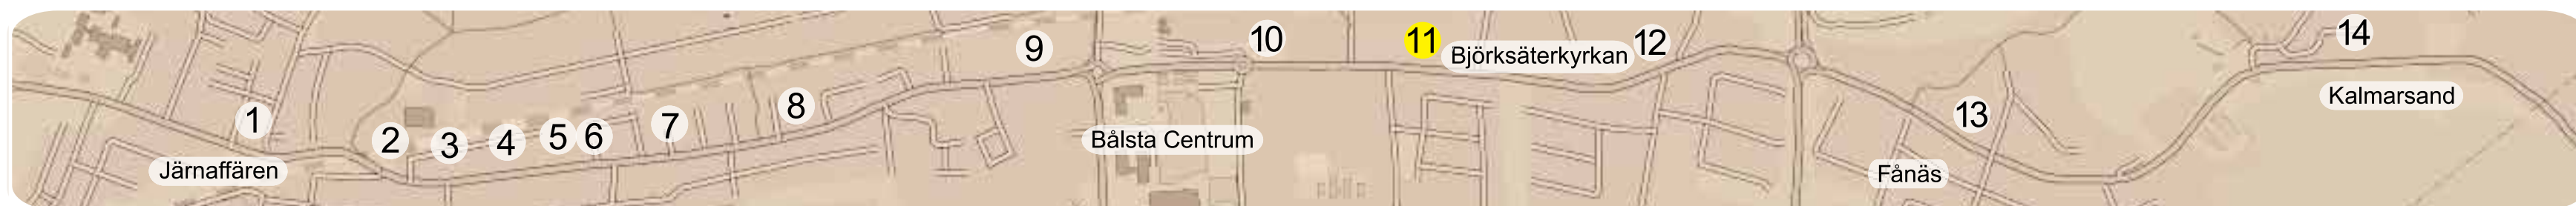 1
2
3
4
5
6
7
8
9
10
11
12
13
14
Järnaffären
Bålsta Centrum
Björksäterkyrkan
Fånäs
Kalmarsand